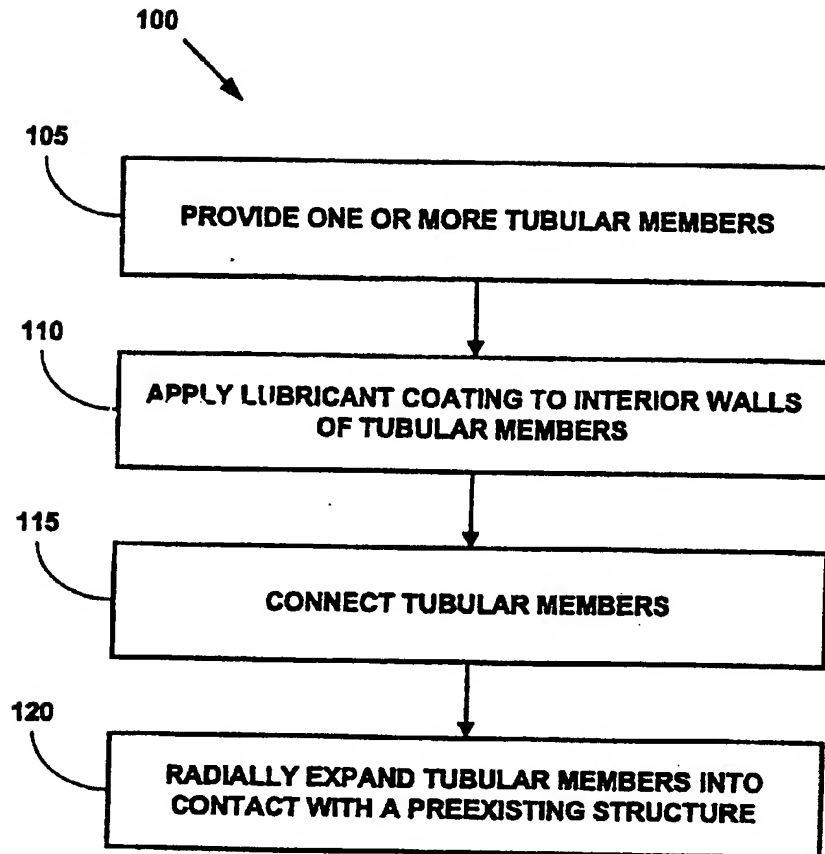 100
105
PROVIDE ONE OR MORE TUBULAR MEMBERS
110
APPLY LUBRICANT COATING TO INTERIOR WALLS
OF TUBULAR MEMBERS
115
CONNECT TUBULAR MEMBERS
120
RADIALLY EXPAND TUBULAR MEMBERS INTO
CONTACT WITH A PREEXISTING STRUCTURE